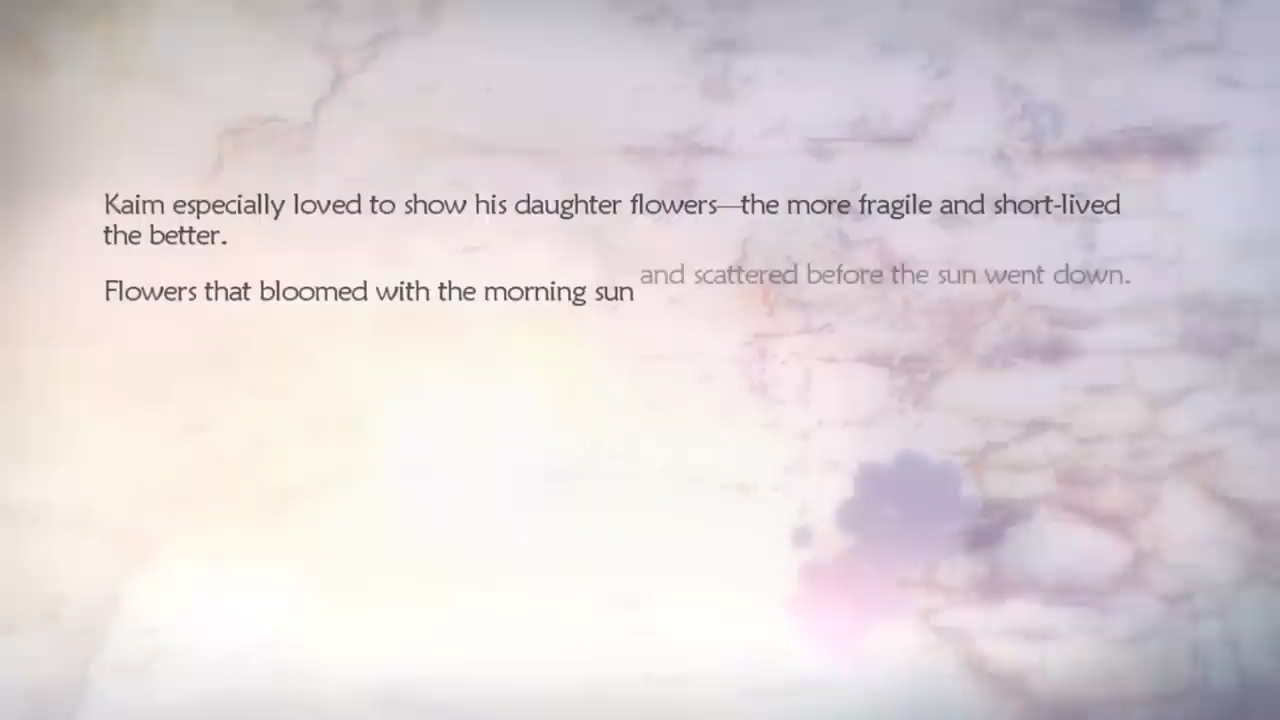 Kaim especially loved to show his daughter flowers—the more fragile and short-lived
the better.
Flowers that bloomed with the morning sun and scattered before the sun went down.